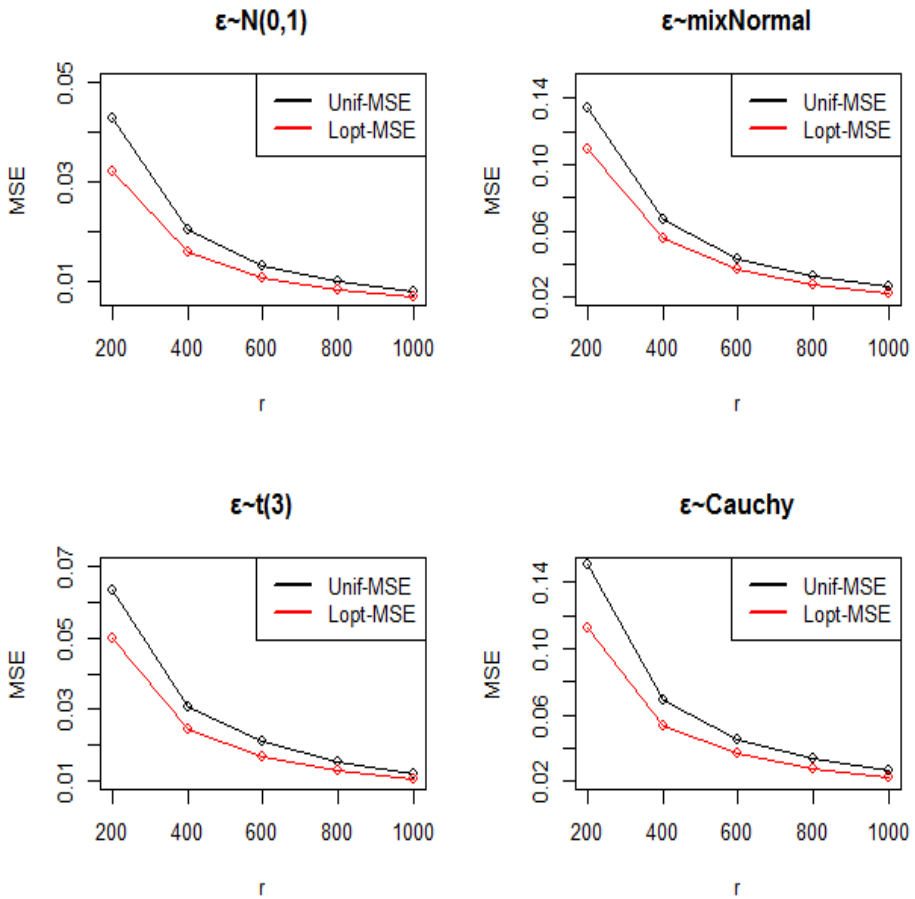 ε~N(0,1)
MSE
0.01 0.03 0.05
Unif-MSE
Lopt-MSE
200 400 600 800 1000
r
ε~mixNormal
MSE
0.02 0.06 0.10 0.14
Unif-MSE
Lopt-MSE
200 400 600 800 1000
r
ε~t(3)
MSE
0.01 0.03 0.05 0.07
Unif-MSE
Lopt-MSE
200 400 600 800 1000
r
ε~Cauchy
MSE
0.02 0.06 0.10 0.14
Unif-MSE
Lopt-MSE
200 400 600 800 1000
r